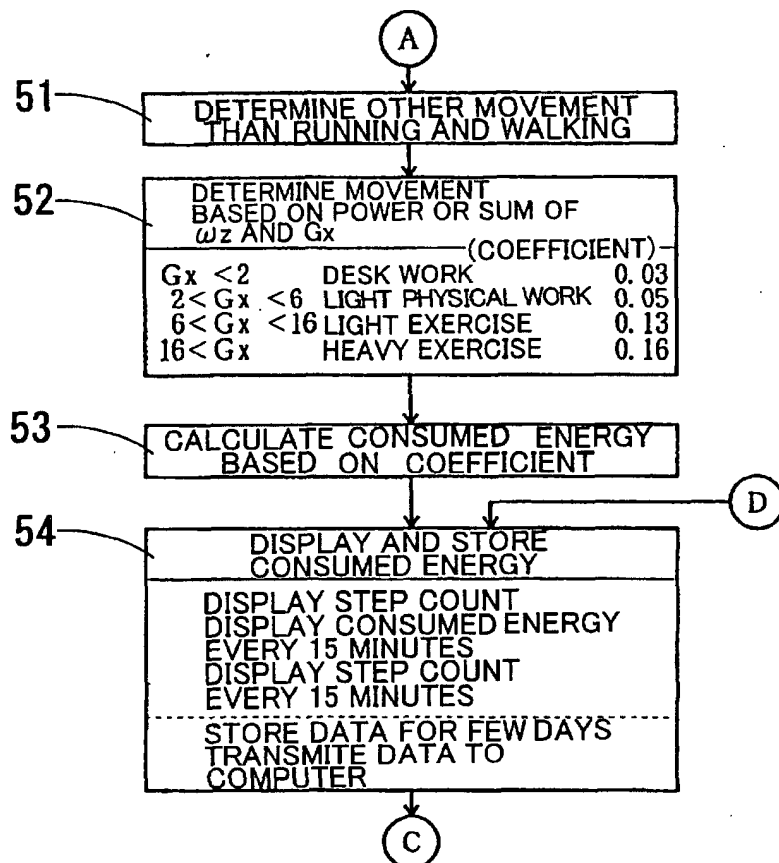 A
51
DETERMINE OTHER MOVEMENT
THAN RUNNING AND WALKING
52
DETERMINE MOVEMENT
BASED ON POWER OR SUM OF
ωz AND Gx
(COEFFICIENT)
Gx <2 DESK WORK 0.03
2<Gx <6 LIGHT PHYSICAL WORK 0.05
6<Gx <16 LIGHT EXERCISE 0.13
16<Gx HEAVY EXERCISE 0.16
53
CALCULATE CONSUMED ENERGY
BASED ON COEFFICIENT
D
54
DISPLAY AND STORE
CONSUMED ENERGY
DISPLAY STEP COUNT
DISPLAY CONSUMED ENERGY
EVERY 15 MINUTES
DISPLAY STEP COUNT
EVERY 15 MINUTES
STORE DATA FOR FEW DAYS
TRANSMITE DATA TO
COMPUTER
C